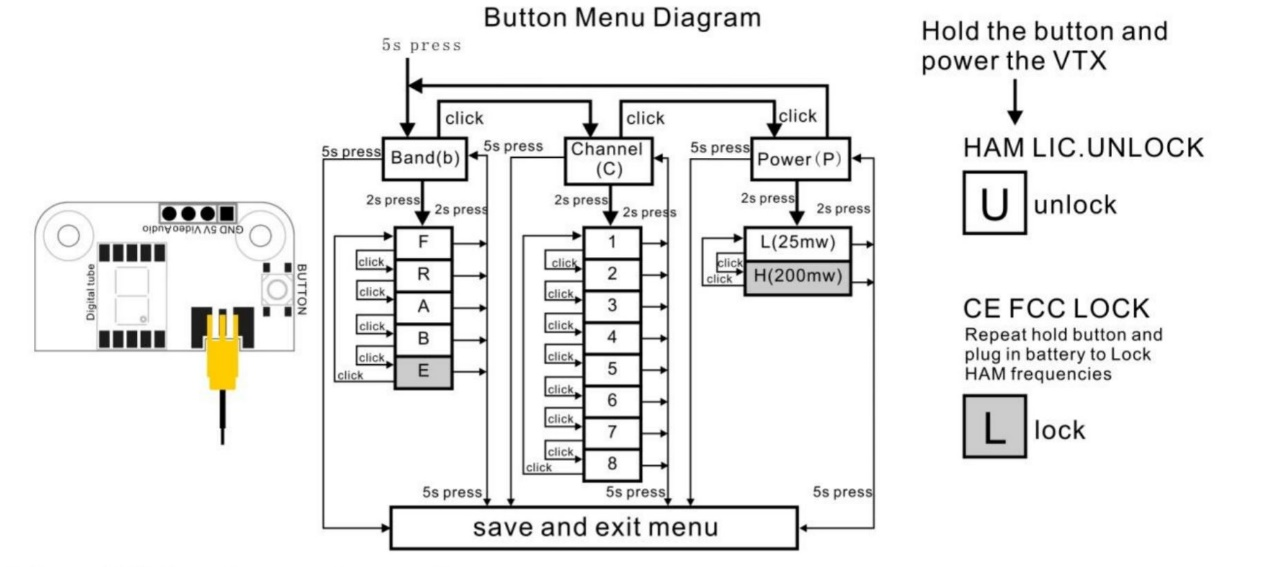 Button Menu Diagram
5s press
click
click
click
5s press
Band(b)
5s press
Channel
(C)
5s press
Power(P)
2s press
2s press
2s press
2s press
2s press
2s press
F
R
A
B
E
click
click
click
click
click
1
2
3
4
5
6
7
8
click
click
click
click
click
click
click
click
L(25mw)
H(200mw)
click
click
5s press
5s press
5s press
save and exit menu
GND 5V Video Audio
Digital tube
BUTTON
Hold the button and
power the VTX
HAM LIC.UNLOCK
U unlock
CE FCC LOCK
Repeat hold button and
plug in battery to Lock
HAM frequencies
L lock